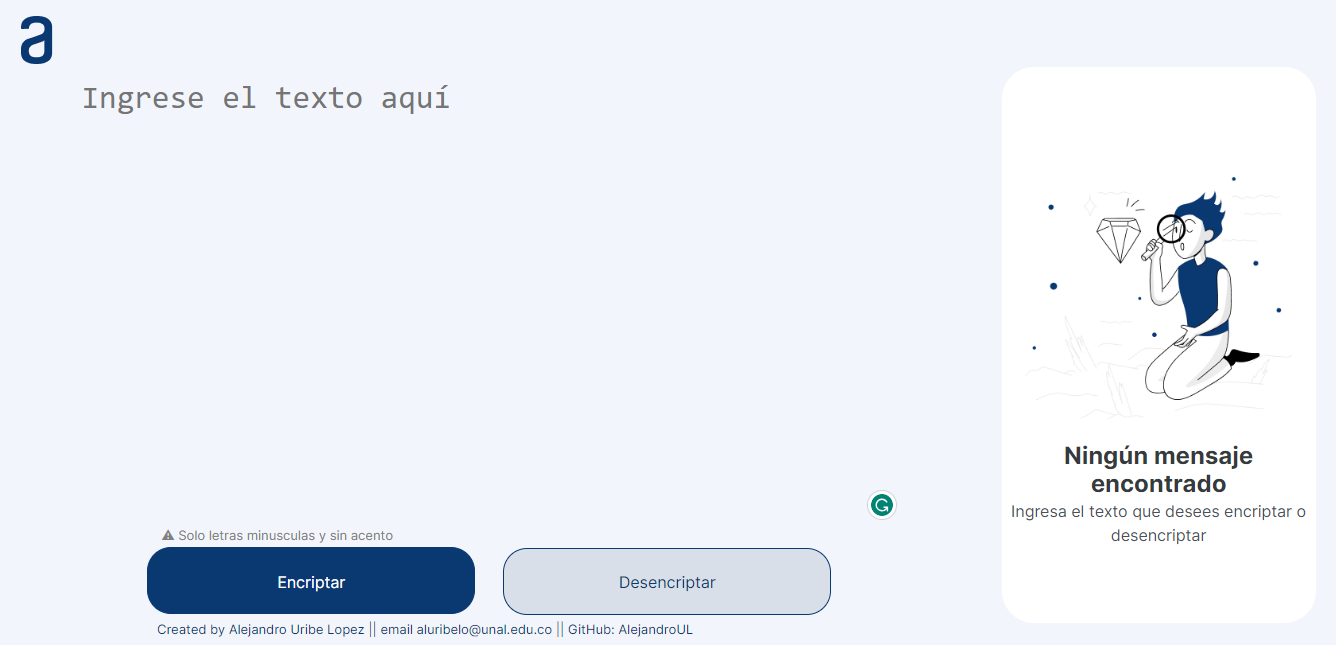 a
Ingrese el texto aquí
Ningún mensaje
encontrado
Ingresa el texto que desees encriptar o
desencriptar
Solo letras minusculas y sin acento
Encriptar
Desencriptar
Created by Alejandro Uribe Lopez || email aluribelo@unal.edu.co || GitHub: AlejandroUL